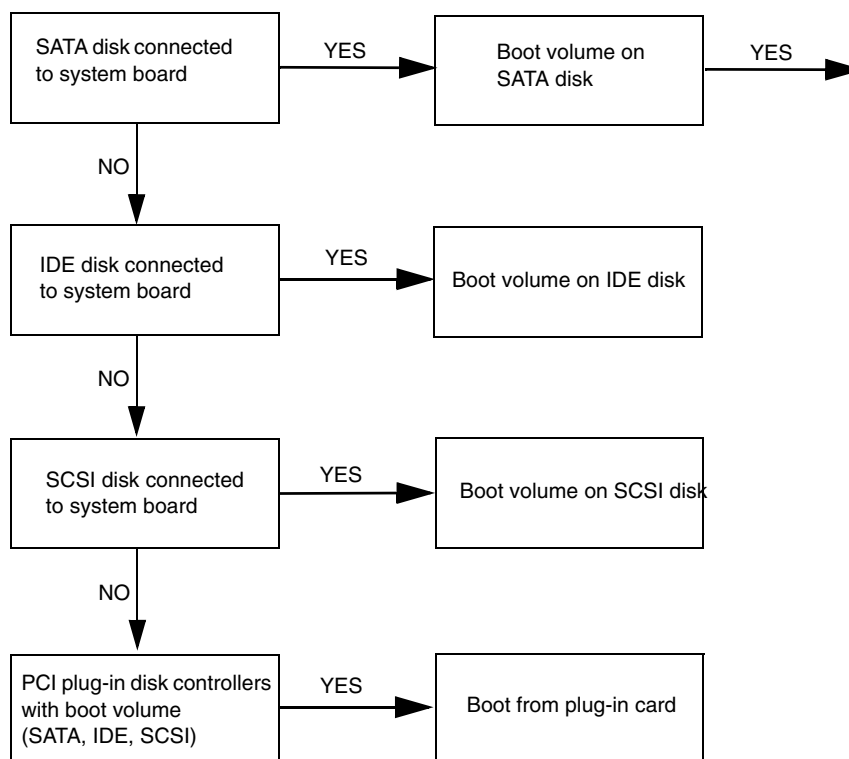 SATA disk connected
to system board
YES
Boot volume on
SATA disk
YES
NO
IDE disk connected
to system board
YES
Boot volume on IDE disk
NO
SCSI disk connected
to system board
YES
Boot volume on SCSI disk
NO
PCI plug-in disk controllers
with boot volume
(SATA, IDE, SCSI)
YES
Boot from plug-in card